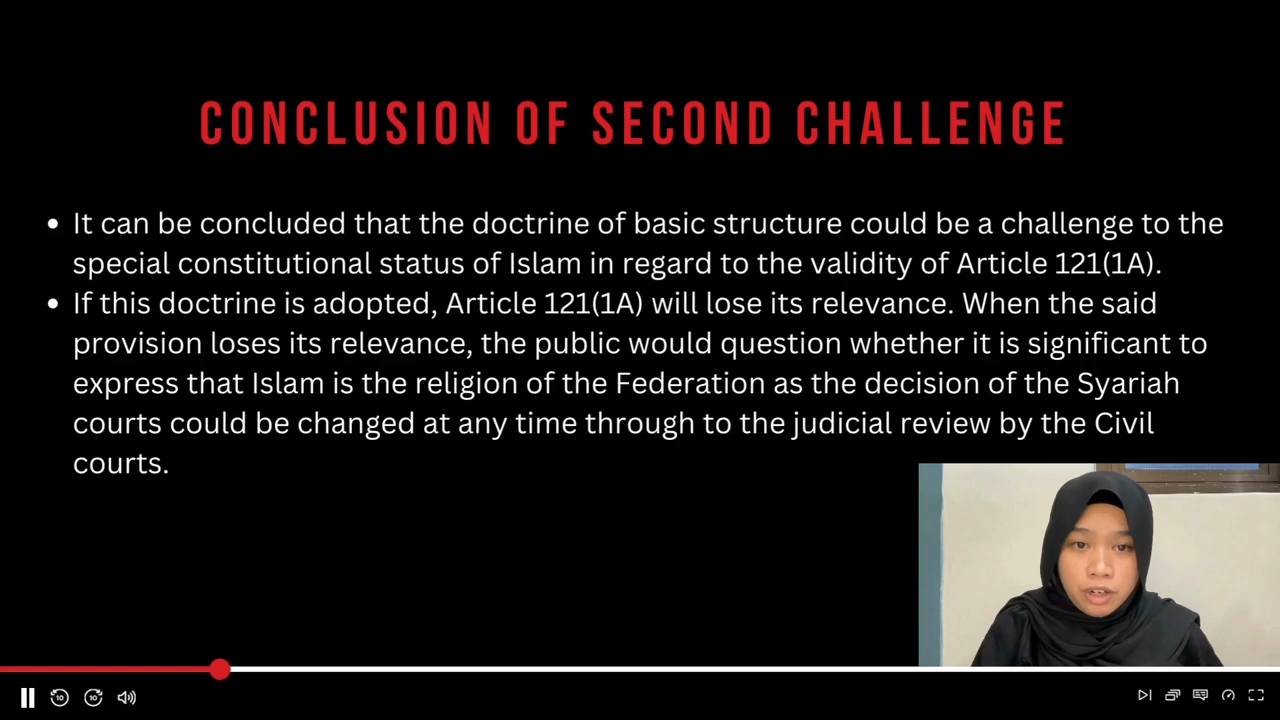 CONCLUSION OF SECOND CHALLENGE
• It can be concluded that the doctrine of basic structure could be a challenge to the
special constitutional status of Islam in regard to the validity of Article 121(1A).
• If this doctrine is adopted, Article 121(1A) will lose its relevance. When the said
provision loses its relevance, the public would question whether it is significant to
express that Islam is the religion of the Federation as the decision of the Syariah
courts could be changed at any time through to the judicial review by the Civil
courts.
10 10